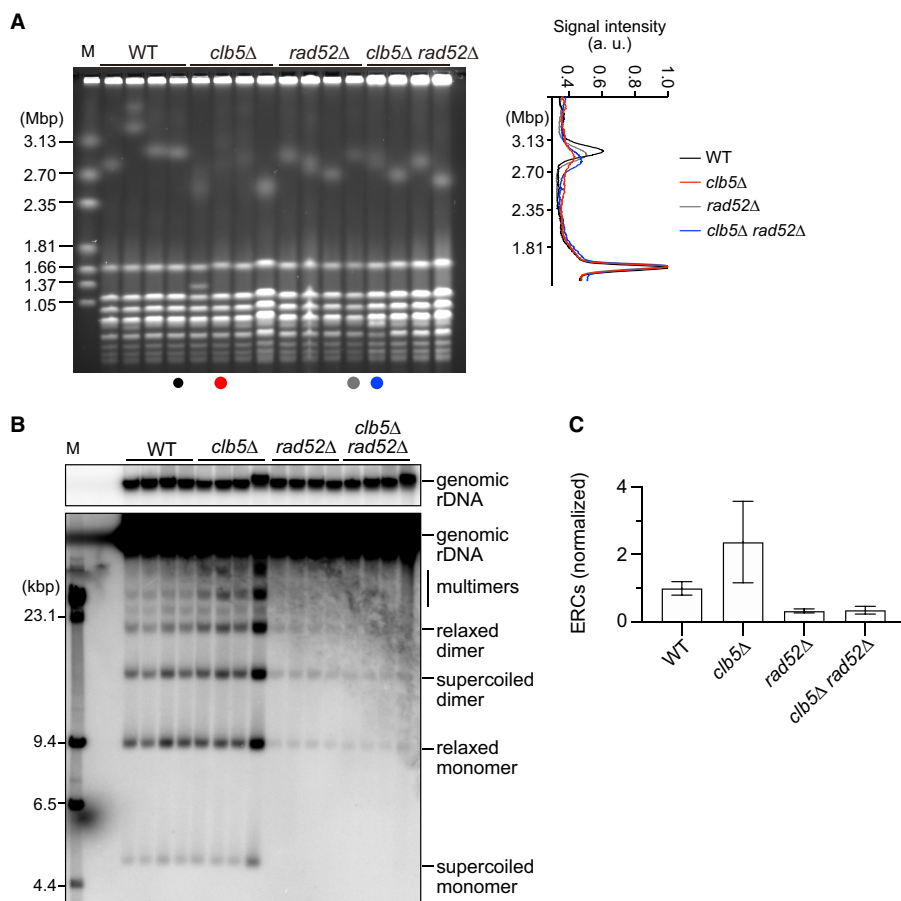 A
M WT clb5Δ rad52Δ clb5Δ rad52Δ
(Mbp)
3.13
2.70
2.35
1.81
1.66
1.37
1.05
Signal intensity
(a. u.)
0.4 0.6 0.8 1.0
(Mbp)
3.13
2.70
2.35
1.81
WT
clb5Δ
rad52Δ
clb5Δ rad52Δ
B
M WT clb5Δ rad52Δ clb5Δ
rad52Δ
genomic
rDNA
genomic
rDNA
multimers
relaxed
dimer
supercoiled
dimer
relaxed
monomer
supercoiled
monomer
(kbp)
23.1
9.4
6.5
4.4
C
ERCs (normalized)
4
2
0
WT
clb5Δ
rad52Δ
clb5Δ rad52Δ